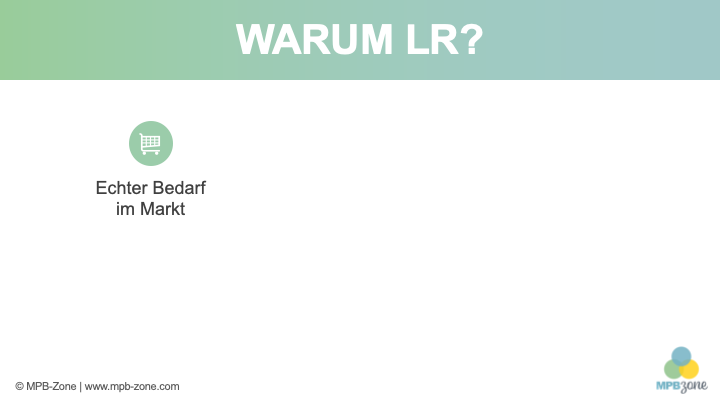 WARUM LR?
Echter Bedarf
im Markt
© MPB-Zone | www.mpb-zone.com
MPBzone